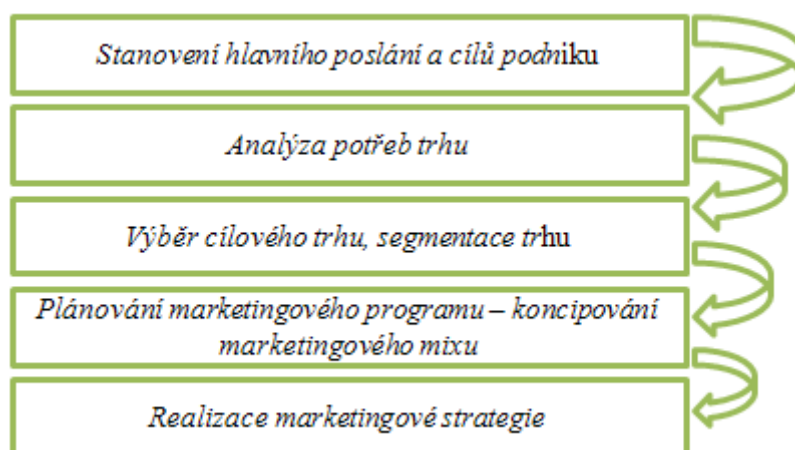 Stanovení hlavního poslání a cílů podniku
Analýza potřeb trhu
Výběr cílového trhu, segmentace trhu
Plánování marketingového programu – koncipování
marketingového mixu
Realizace marketingové strategie